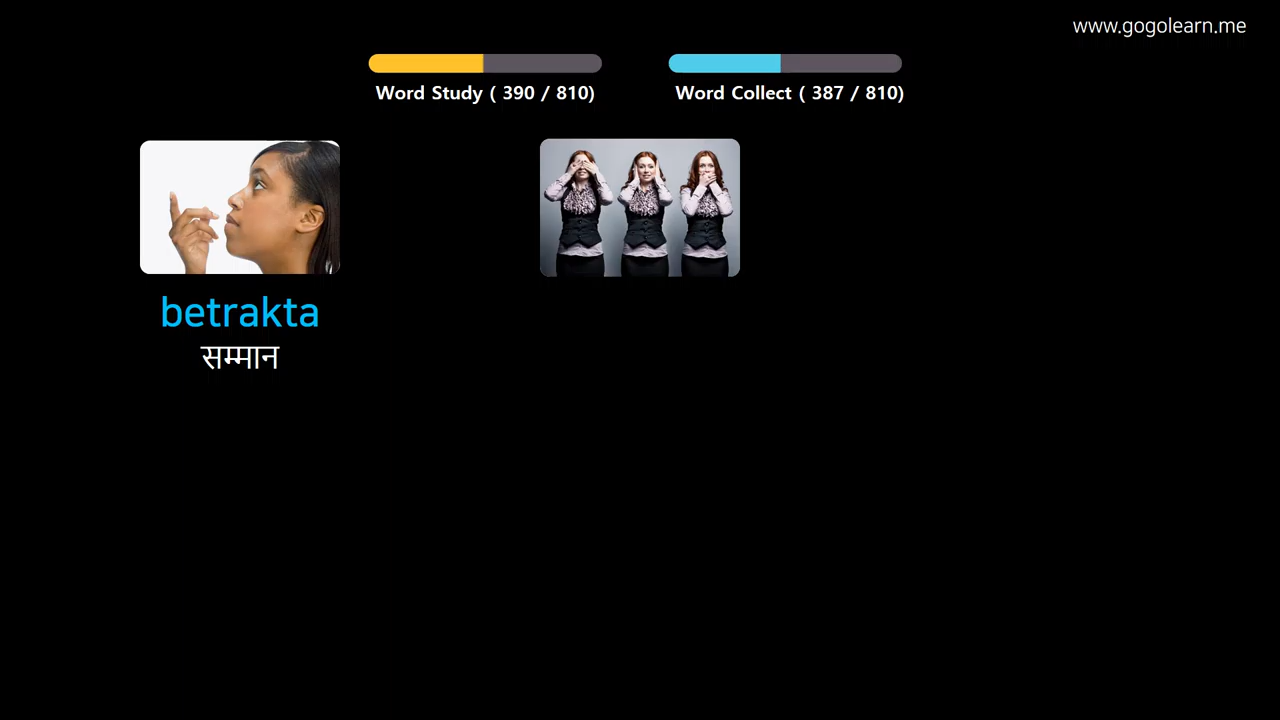 www.gogolearn.me
Word Study ( 390 / 810)
Word Collect ( 387 / 810)
betrakta
सम्मान